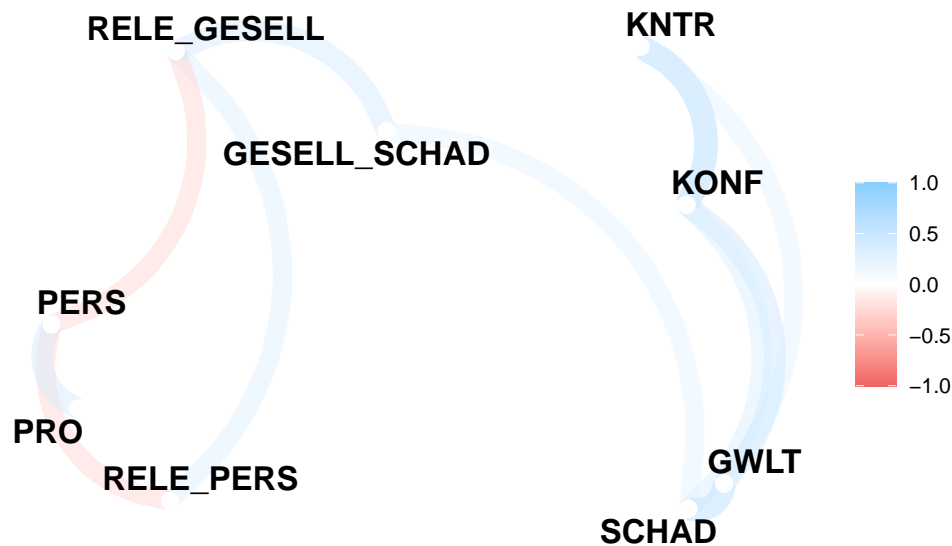 RELE_GESELL
KNTR
GESELL_SCHAD
KONF
1.0
0.5
0.0
−0.5
−1.0
PERS
PRO
RELE_PERS
GWLT
SCHAD